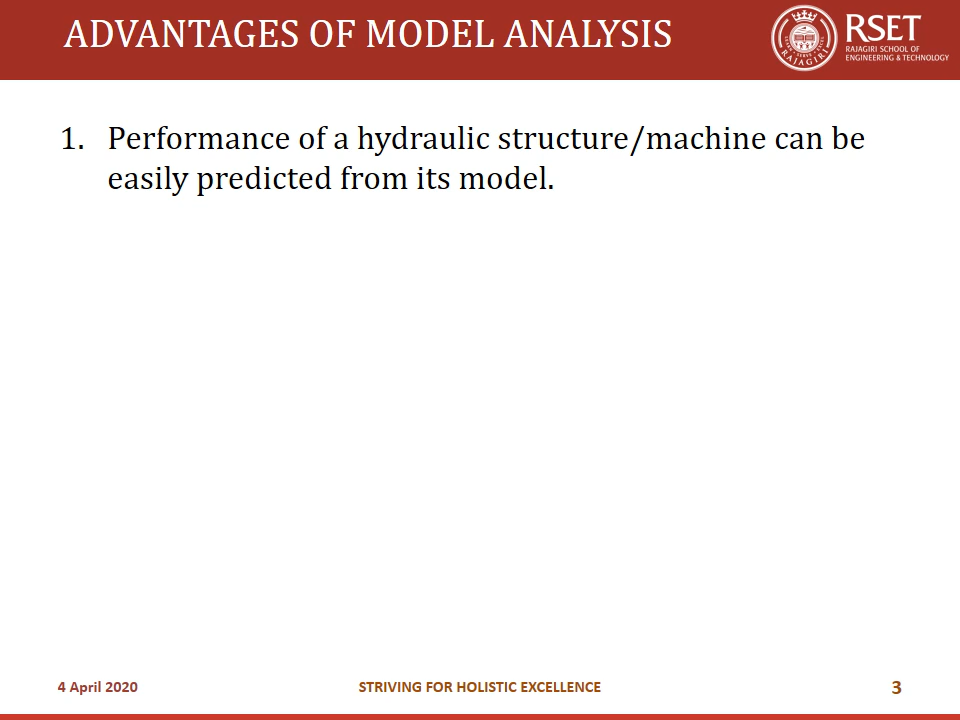 ADVANTAGES OF MODEL ANALYSIS
RSET
RAJAGIRI SCHOOL OF
ENGINEERING & TECHNOLOGY
RAJAGIRI
1. Performance of a hydraulic structure/machine can be
easily predicted from its model.
4 April 2020
STRIVING FOR HOLISTIC EXCELLENCE
3